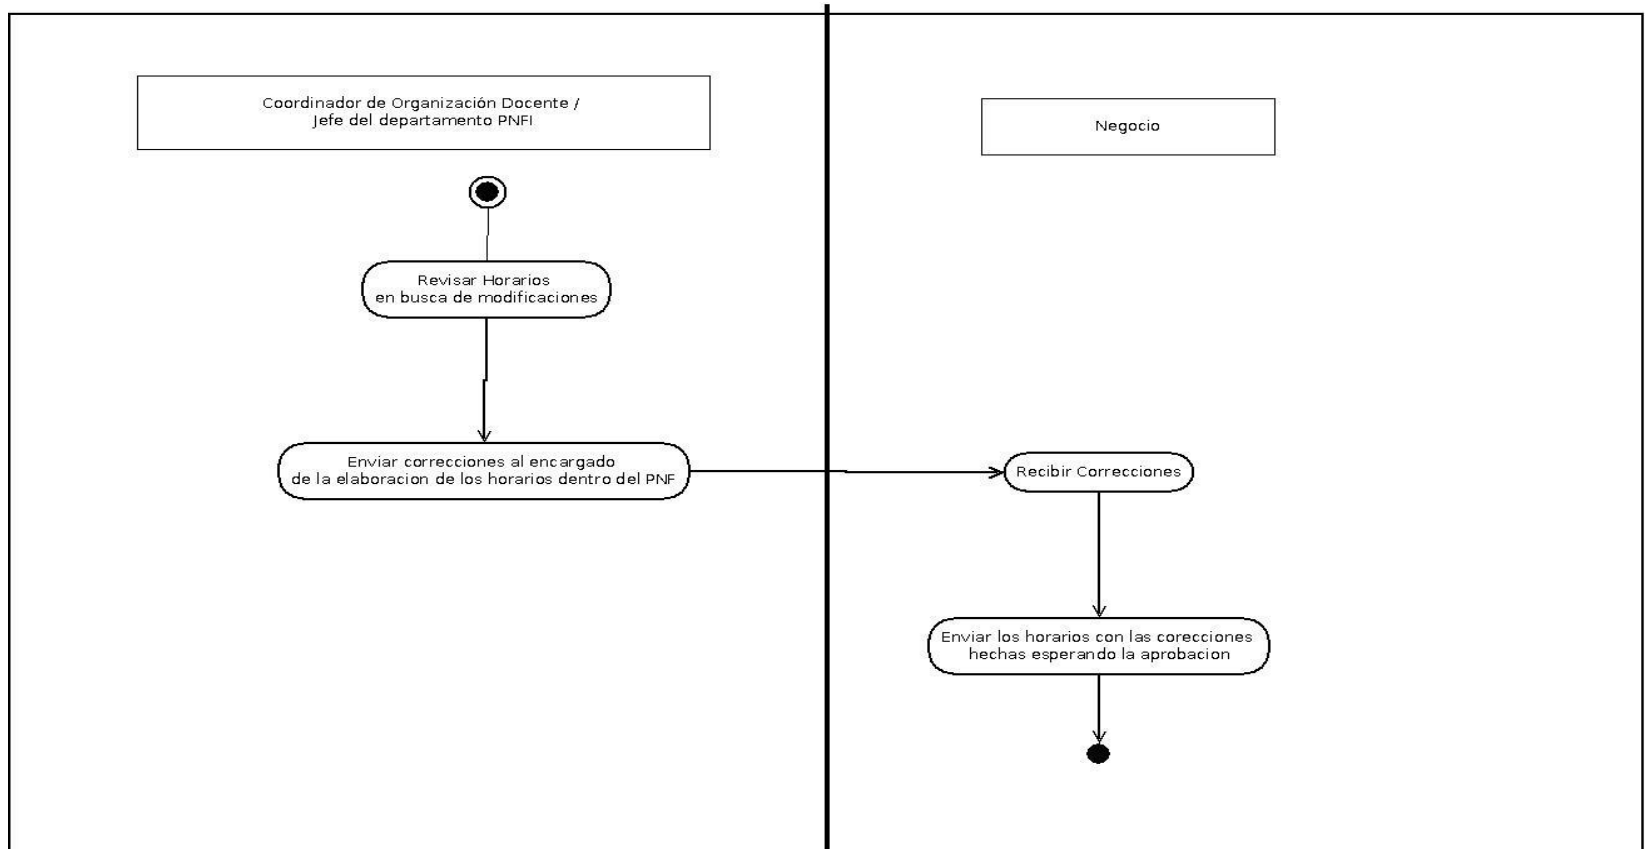 Coordinador de Organización Docente /
Jefe del departamento PNFI
Negocio
Revisar Horarios
en busca de modificaciones
Enviar correcciones al encargado
de la elaboracion de los horarios dentro del PNF
Recibir Correcciones
Enviar los horarios con las corecciones
hechas esperando la aprobacion